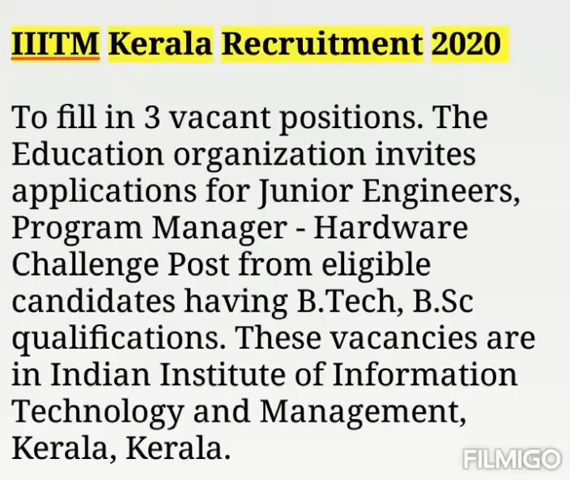 IIITM Kerala Recruitment 2020
To fill in 3 vacant positions. The
Education organization invites
applications for Junior Engineers,
Program Manager - Hardware
Challenge Post from eligible
candidates having B.Tech, B.Sc
qualifications. These vacancies are
in Indian Institute of Information
Technology and Management,
Kerala, Kerala.
FILMIGO